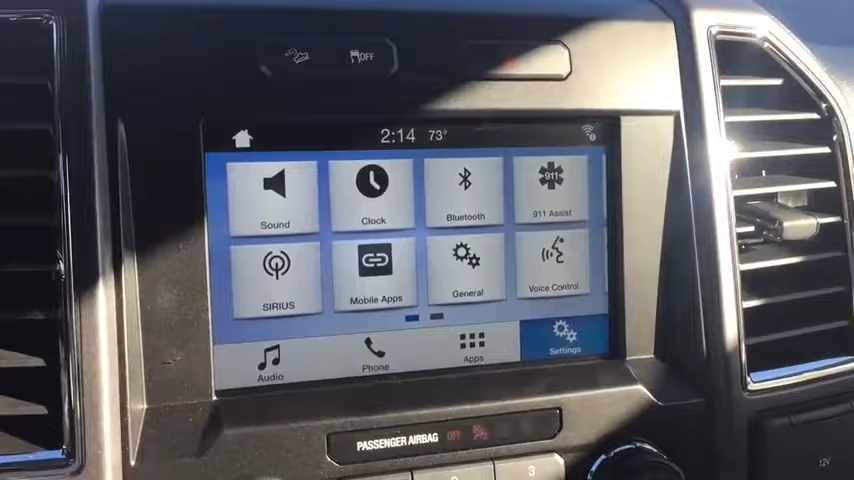 OFF
2:14 73°
Sound
Clock
Bluetooth
911
911 Assist
SIRIUS
Mobile Apps
General
Voice Control
Audio
Phone
Apps
Settings
PASSENGER AIRBAG OFF
2
3
12V